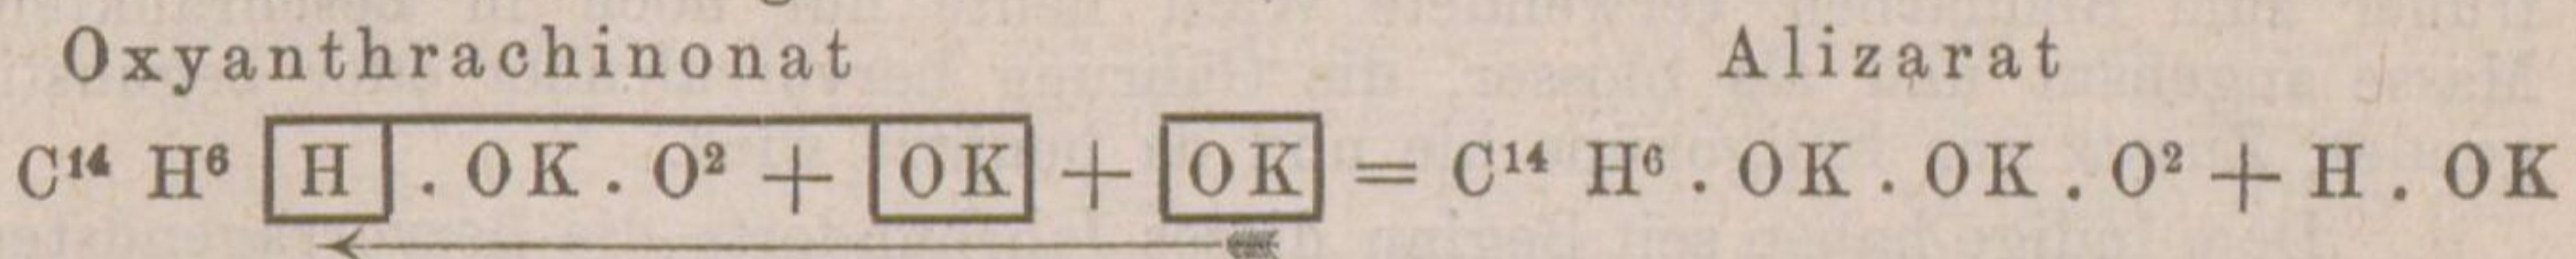 Oxyanthrachinonat Alizarat
C¹⁴ H⁶ H . OK . O² + OK + OK = C¹⁴ H⁶ . OK . OK . O² + H . OK